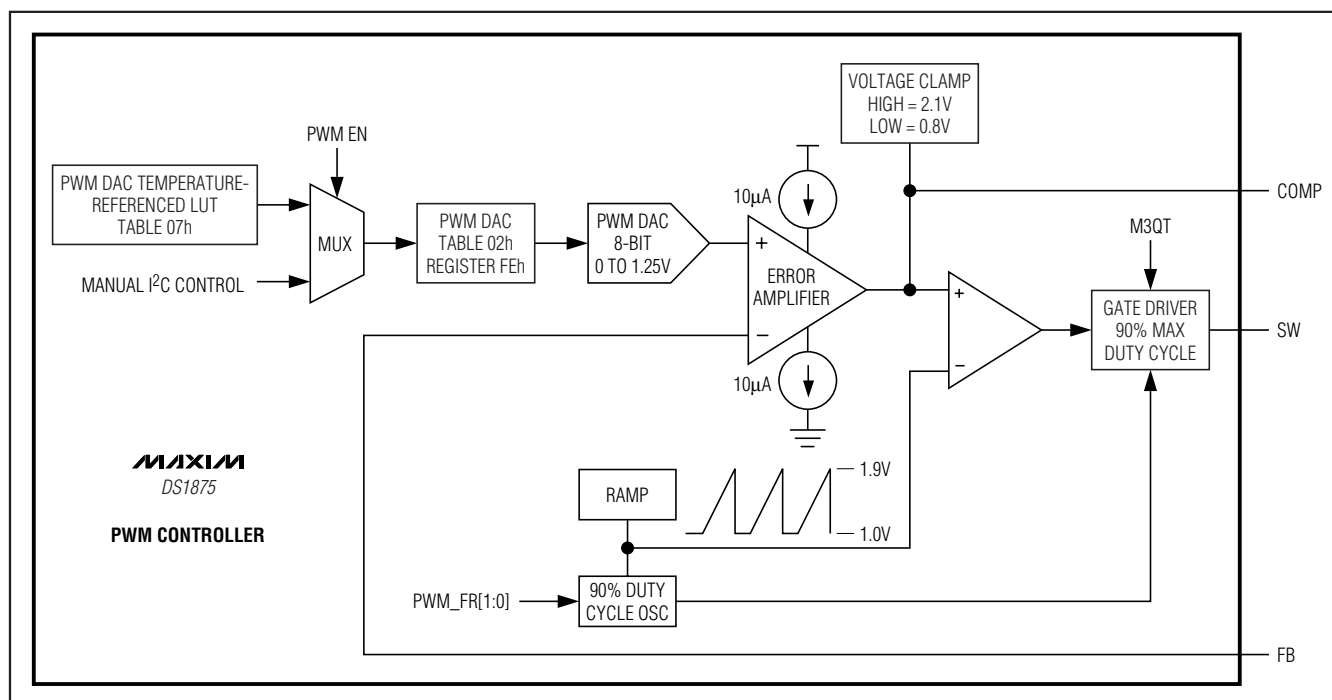 VOLTAGE CLAMP
HIGH = 2.1V
LOW = 0.8V
PWM EN
PWM DAC TEMPERATURE-
REFERENCED LUT
TABLE 07h
MUX
MANUAL I²C CONTROL
PWM DAC
TABLE 02h
REGISTER FEh
PWM DAC
8-BIT
0 TO 1.25V
10µA
+
−
ERROR
AMPLIFIER
10µA
COMP
M3QT
+
−
GATE DRIVER
90% MAX
DUTY CYCLE
SW
MAXIM
DS1875
PWM CONTROLLER
RAMP
1.9V
1.0V
PWM_FR[1:0]
90% DUTY
CYCLE OSC
FB